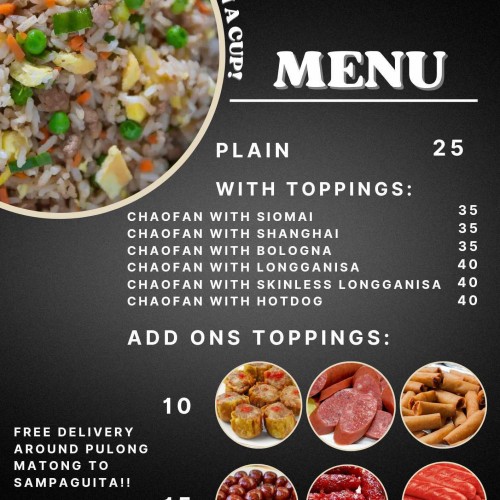 A CUP!
MENU
PLAIN 25
WITH TOPPINGS:
CHAOFAN WITH SIOMAI 35
CHAOFAN WITH SHANGHAI 35
CHAOFAN WITH BOLOGNA 35
CHAOFAN WITH LONGGANISA 40
CHAOFAN WITH SKINLESS LONGGANISA 40
CHAOFAN WITH HOTDOG 40
ADD ONS TOPPINGS:
10
FREE DELIVERY
AROUND PULONG
MATONG TO
SAMPAGUITA!!